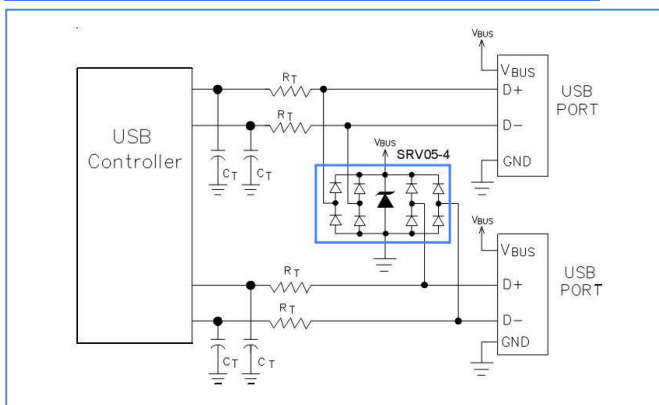 VBUS
RT
VBUS
D+
USB
PORT
RT
D−
USB
Controller
VBUS
SRV05-4
CT
CT
GND
VBUS
VBUS
RT
D+
USB
PORT
RT
D−
GND
CT
CT